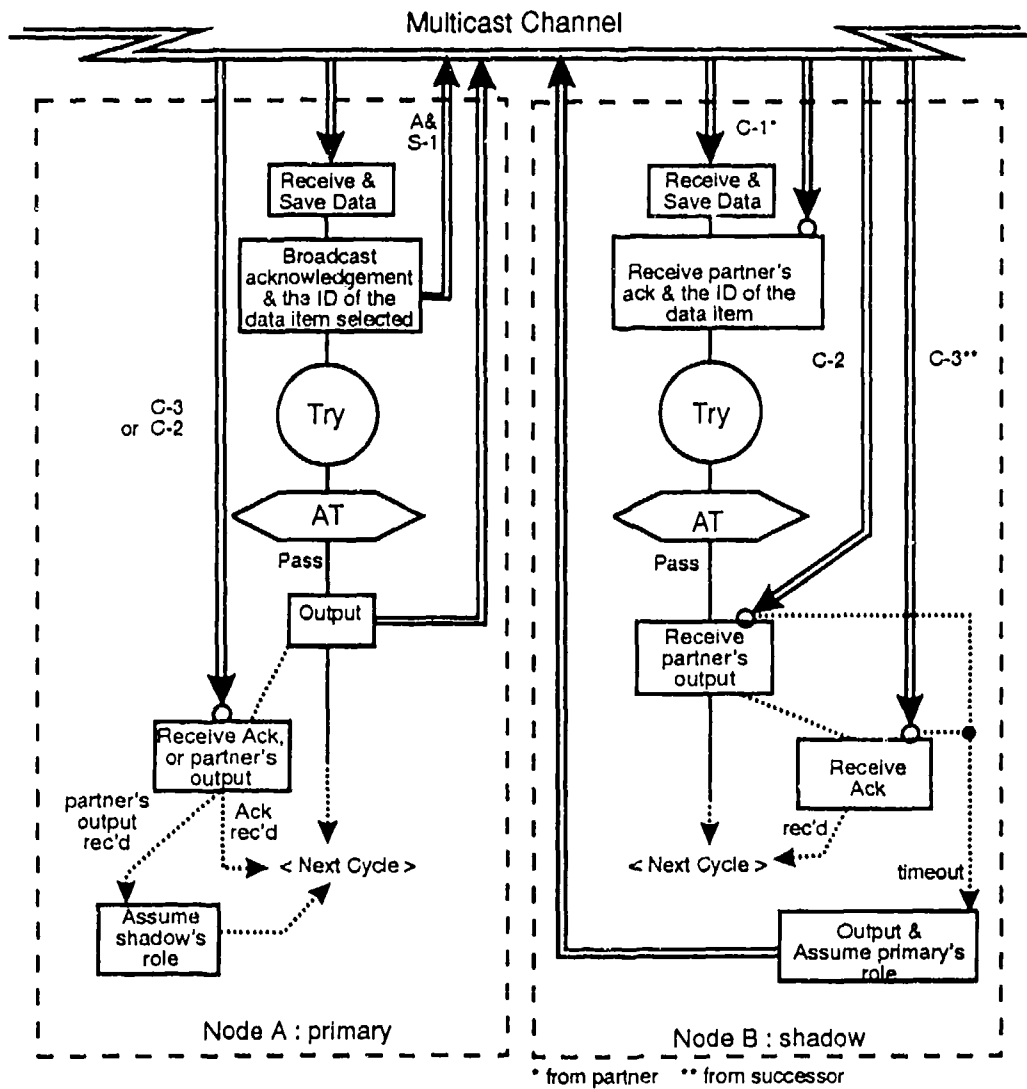 Multicast Channel
A&
S-1
Receive &
Save Data
Broadcast
acknowledgement
& the ID of the
data item selected
Try
C-3
or C-2
AT
Pass
Output
Receive Ack,
or partner's
output
partner's
output
rec'd
Ack
rec'd
< Next Cycle >
Assume
shadow's
role
Node A : primary
C-1*
Receive &
Save Data
Receive partner's
ack & the ID of the
data item
C-2
C-3**
Try
AT
Pass
Receive
partner's
output
Receive
Ack
rec'd
< Next Cycle >
timeout
Output &
Assume primary's
role
Node B : shadow
* from partner ** from successor